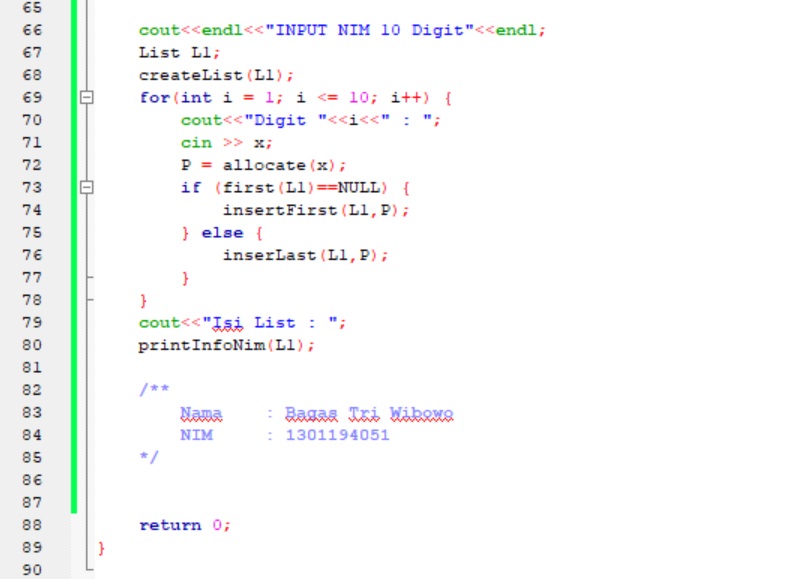 65
66 cout<<endl<<"INPUT NIM 10 Digit"<<endl;
67 List L1;
68 createList(L1);
69 for(int i = 1; i <= 10; i++) {
70 cout<<"Digit "<<i<<" : ";
71 cin >> x;
72 P = allocate(x);
73 if (first(L1)==NULL) {
74 insertFirst(L1,P);
75 } else {
76 inserLast(L1,P);
77 }
78 }
79 cout<<"Isi List : ";
80 printInfoNim(L1);
81
82 /**
83 Nama : Bagas Tri Wibowo
84 NIM : 1301194051
85 */
86
87
88 return 0;
89 }
90